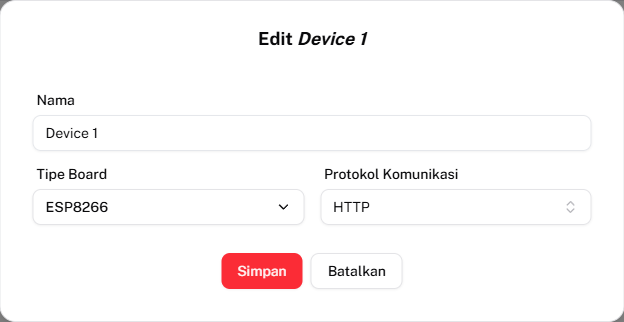 Edit Device 1
Nama
Device 1
Tipe Board
Protokol Komunikasi
ESP8266
HTTP
Simpan
Batalkan